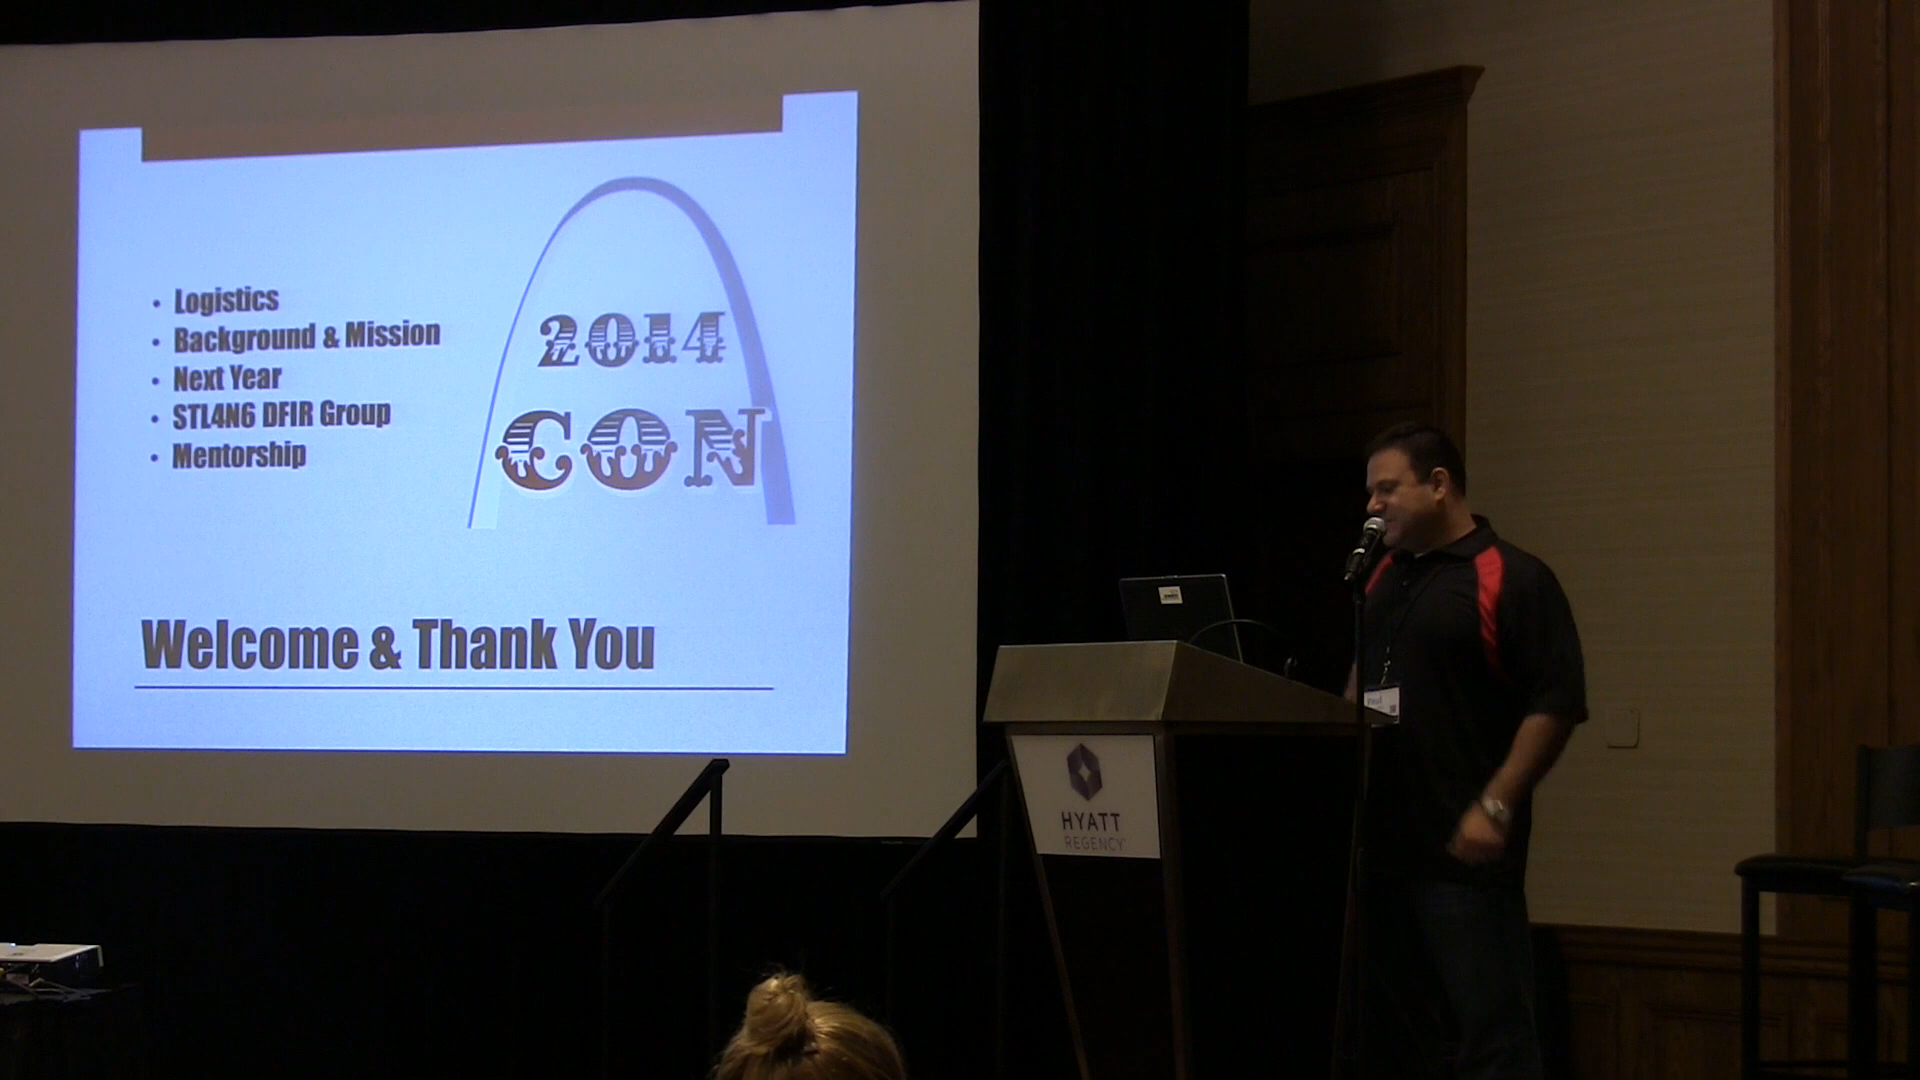 • Logistics
• Background & Mission
• Next Year
• STL4N6 DFIR Group
• Mentorship
2014
CON
Welcome & Thank You
HYATT
REGENCY